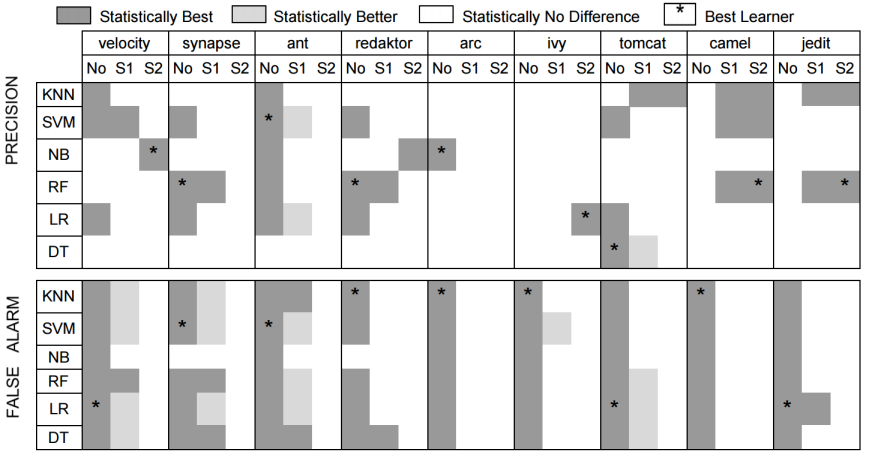 Statistically Best Statistically Better Statistically No Difference * Best Learner
velocity synapse ant redaktor arc ivy tomcat camel jedit
No S1 S2 No S1 S2 No S1 S2 No S1 S2 No S1 S2 No S1 S2 No S1 S2 No S1 S2 No S1 S2
PRECISION
KNN
SVM *
NB * *
RF * * * *
LR *
DT *
FALSE ALARM
KNN * * * *
SVM * *
NB
RF
LR * * *
DT